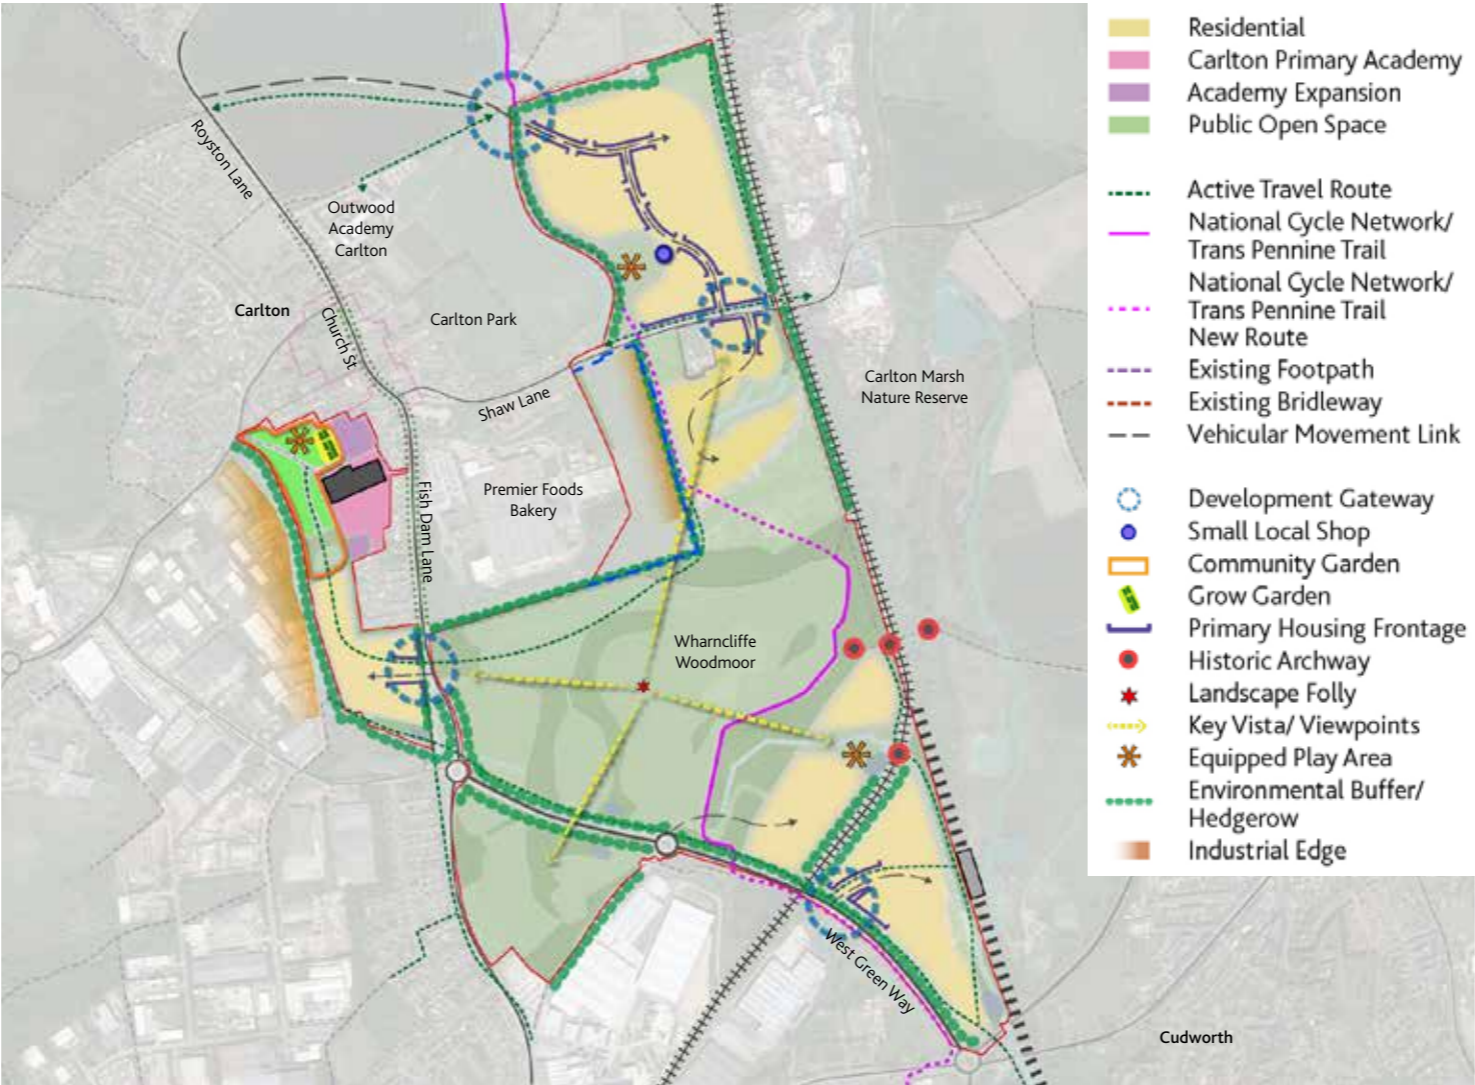 Royston Lane
Outwood
Academy
Carlton
Carlton
Church St
Carlton Park
Shaw Lane
Carlton Marsh
Nature Reserve
Premier Foods
Bakery
Fish Dam Lane
Wharncliffe
Woodmoor
West Green Way
Cudworth
Residential
Carlton Primary Academy
Academy Expansion
Public Open Space
Active Travel Route
National Cycle Network/
Trans Pennine Trail
National Cycle Network/
Trans Pennine Trail
New Route
Existing Footpath
Existing Bridleway
Vehicular Movement Link
Development Gateway
Small Local Shop
Community Garden
Grow Garden
Primary Housing Frontage
Historic Archway
Landscape Folly
Key Vista/ Viewpoints
Equipped Play Area
Environmental Buffer/
Hedgerow
Industrial Edge